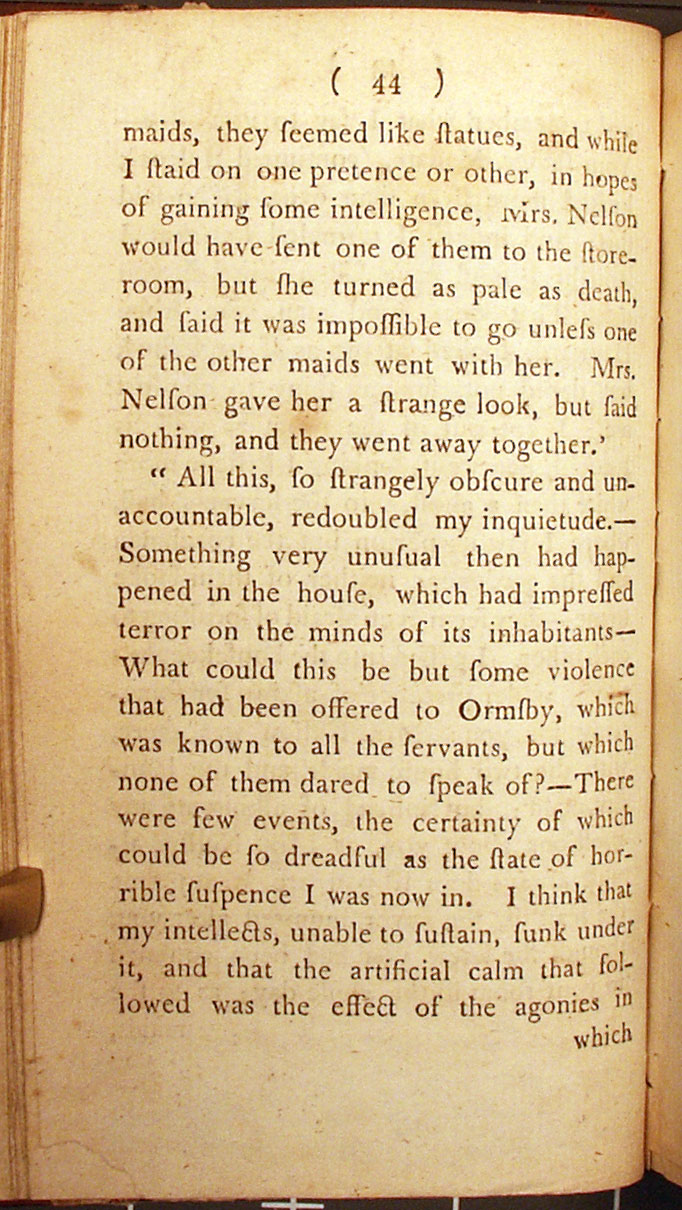 ( 44 )
maids, they ſeemed like ſtatues, and while
I ſtaid on one pretence or other, in hopes
of gaining ſome intelligence, Mrs. Nelſon
would have ſent one of them to the ſtore-
room, but ſhe turned as pale as death,
and ſaid it was impoſſible to go unleſs one
of the other maids went with her. Mrs.
Nelſon gave her a ſtrange look, but ſaid
nothing, and they went away together.’
“ All this, ſo ſtrangely obſcure and un-
accountable, redoubled my inquietude.—
Something very unuſual then had hap-
pened in the houſe, which had impreſſed
terror on the minds of its inhabitants—
What could this be but ſome violence
that had been offered to Ormſby, which
was known to all the ſervants, but which
none of them dared to ſpeak of?—There
were few events, the certainty of which
could be ſo dreadful as the ſtate of hor-
rible ſuſpence I was now in. I think that
my intellects, unable to ſuſtain, ſunk under
it, and that the artificial calm that fol-
lowed was the effect of the agonies in
which